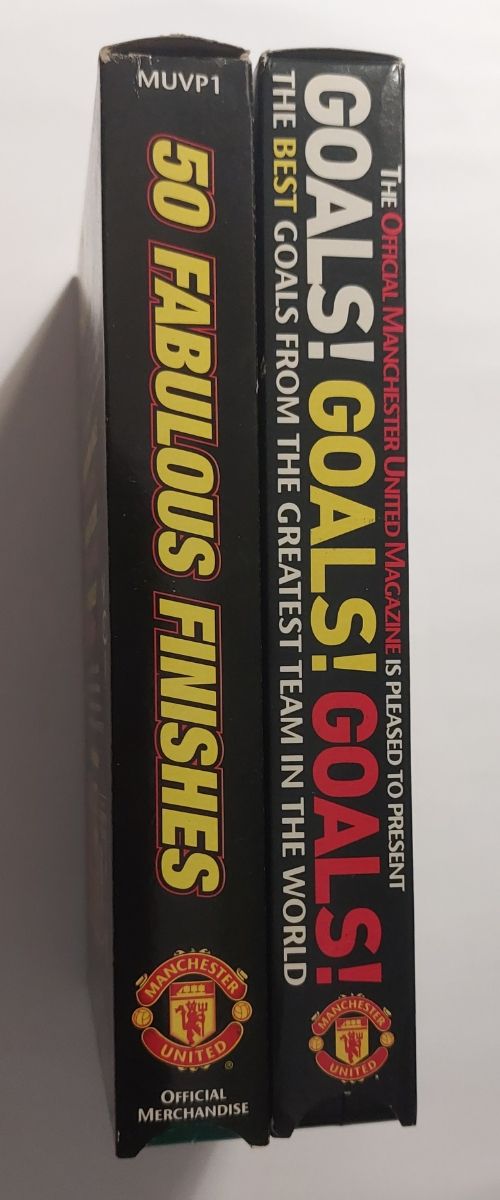 MUVP1
50 FABULOUS FINISHES
MANCHESTER
UNITED
®
OFFICIAL
MERCHANDISE
THE OFFICIAL MANCHESTER UNITED MAGAZINE IS PLEASED TO PRESENT
GOALS! GOALS! GOALS!
THE BEST GOALS FROM THE GREATEST TEAM IN THE WORLD
MANCHESTER
UNITED